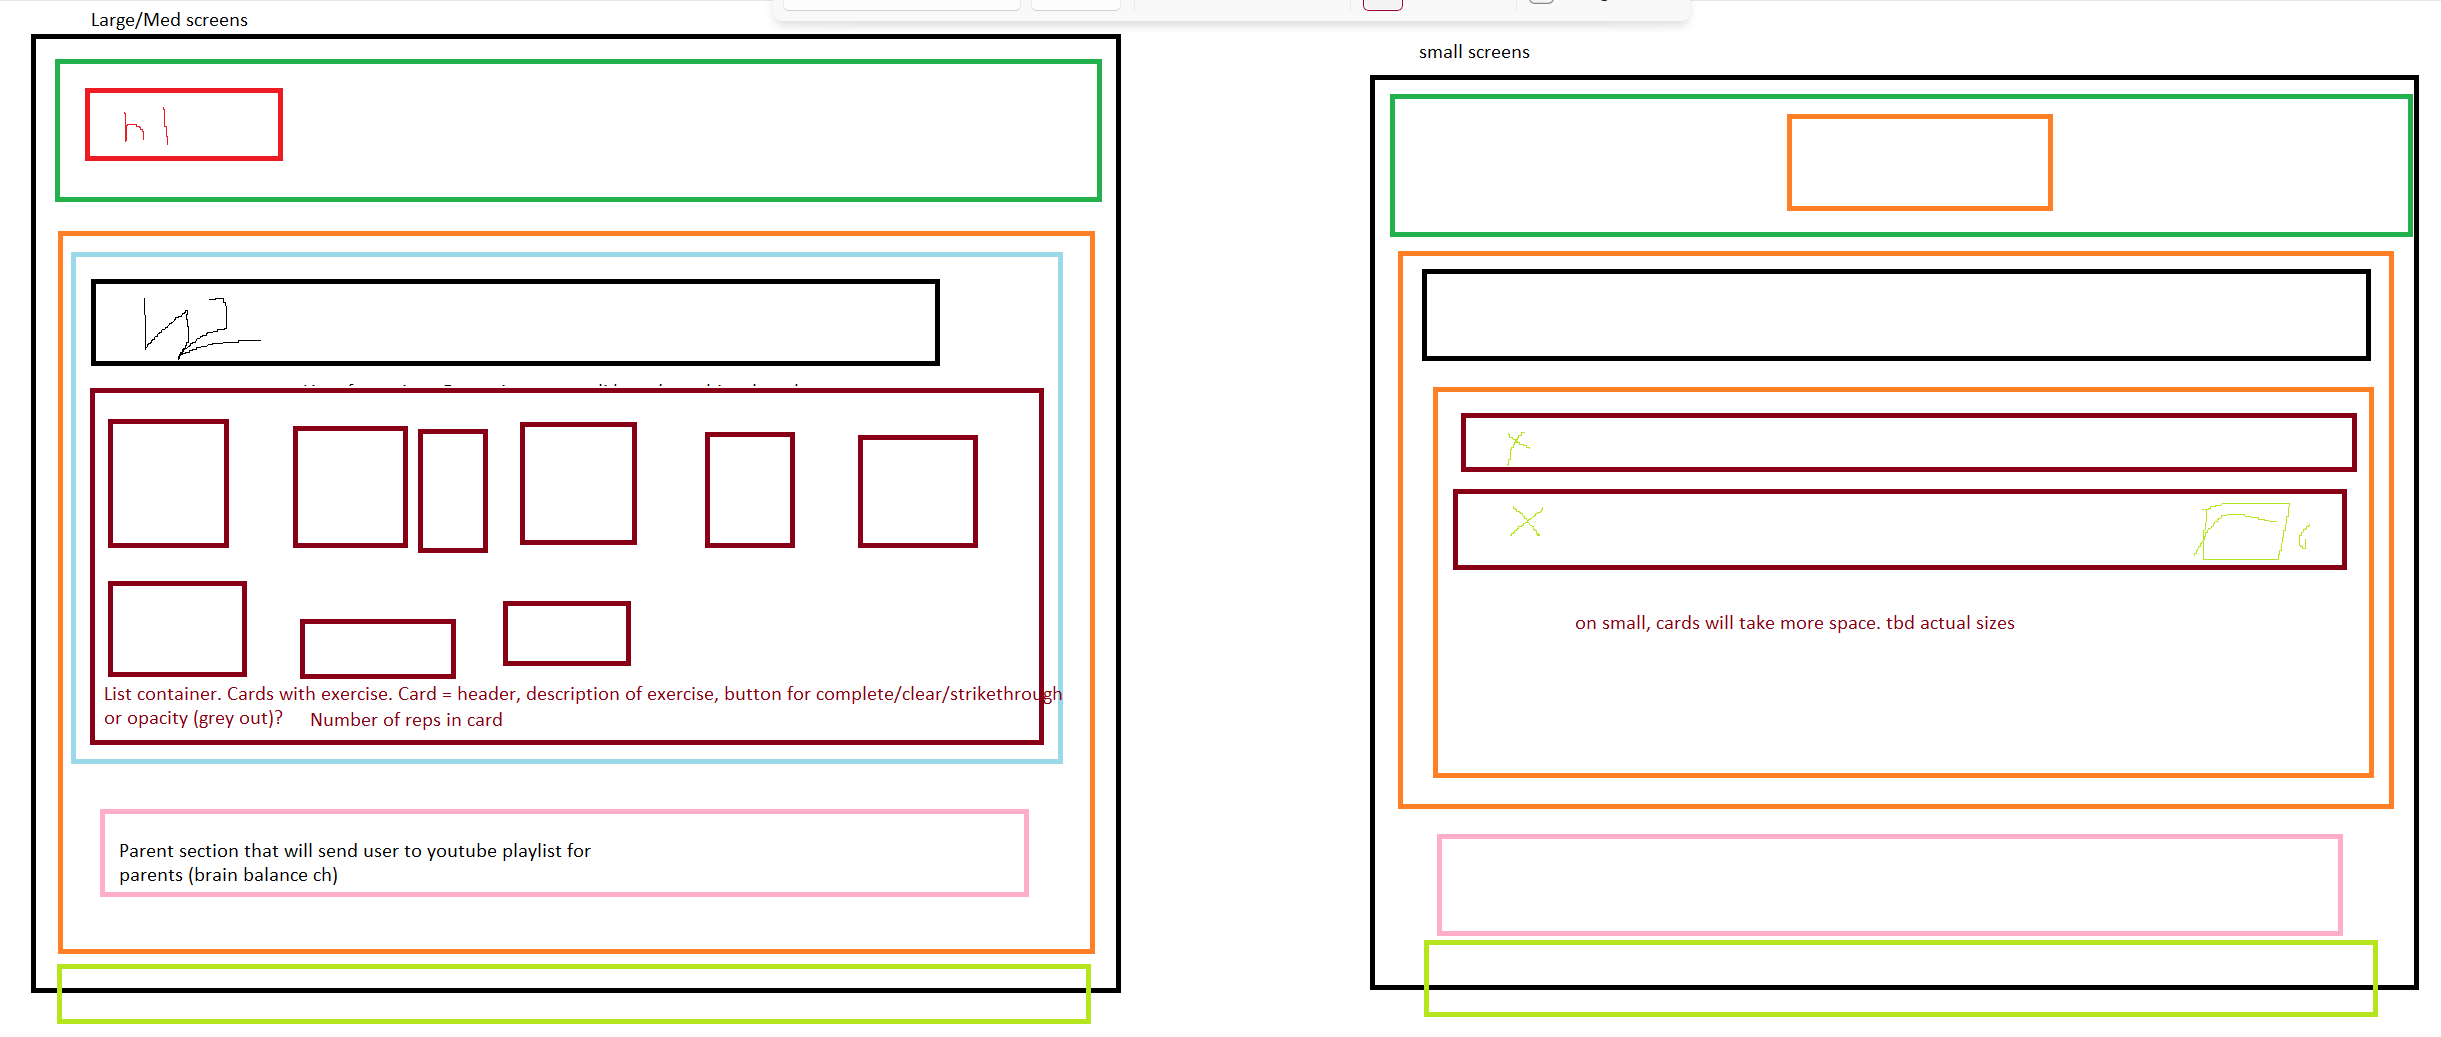 Large/Med screens
h1
h2
List container. Cards with exercise. Card = header, description of exercise, button for complete/clear/strikethrough
or opacity (grey out)? Number of reps in card
Parent section that will send user to youtube playlist for
parents (brain balance ch)
small screens
x
x
on small, cards will take more space. tbd actual sizes